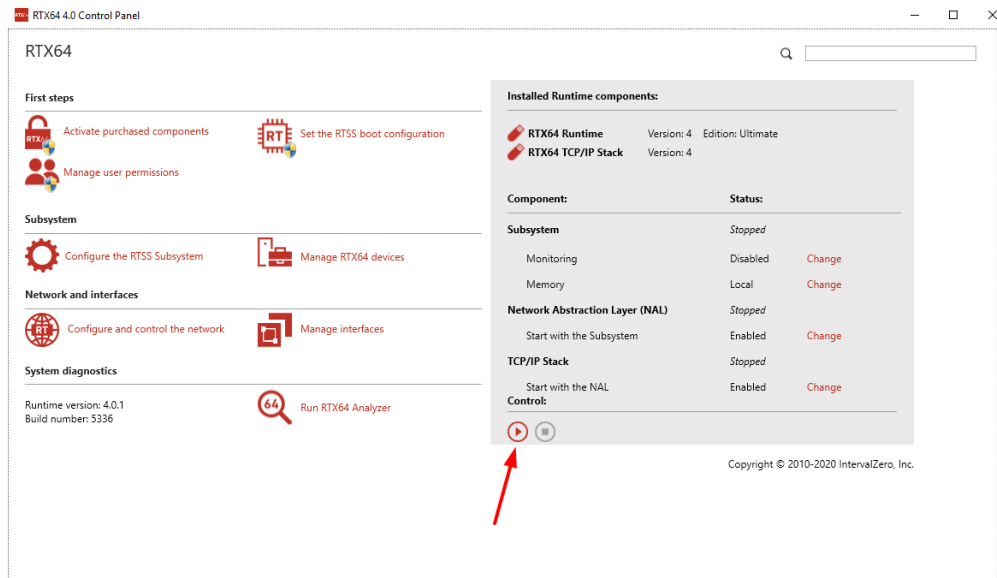 RTX64 4.0 Control Panel
RTX64
First steps
Activate purchased components
Set the RTSS boot configuration
Manage user permissions
Subsystem
Configure the RTSS Subsystem
Manage RTX64 devices
Network and interfaces
RT
Configure and control the network
Manage interfaces
System diagnostics
Runtime version: 4.0.1
Build number: 5336
64
Run RTX64 Analyzer
Installed Runtime components:
RTX64 Runtime Version: 4 Edition: Ultimate
RTX64 TCP/IP Stack Version: 4
Component: Status:
Subsystem Stopped
Monitoring Disabled Change
Memory Local Change
Network Abstraction Layer (NAL) Stopped
Start with the Subsystem Enabled Change
TCP/IP Stack Stopped
Start with the NAL Enabled Change
Control:
Copyright © 2010-2020 IntervalZero, Inc.